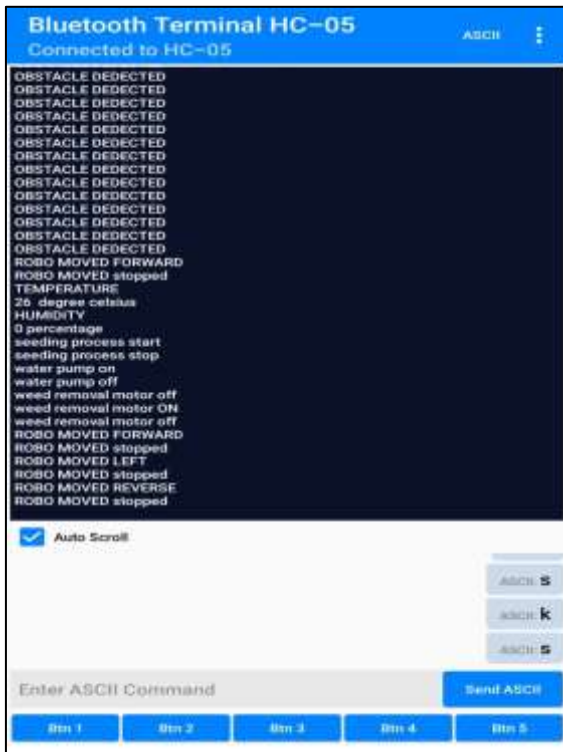 Bluetooth Terminal HC-05
ASCII
Connected to HC-05
OBSTACLE DEDECTED
OBSTACLE DEDECTED
OBSTACLE DEDECTED
OBSTACLE DEDECTED
OBSTACLE DEDECTED
OBSTACLE DEDECTED
OBSTACLE DEDECTED
OBSTACLE DEDECTED
OBSTACLE DEDECTED
OBSTACLE DEDECTED
OBSTACLE DEDECTED
OBSTACLE DEDECTED
OBSTACLE DEDECTED
OBSTACLE DEDECTED
ROBO MOVED FORWARD
ROBO MOVED stopped
TEMPERATURE
26 degree celsius
HUMIDITY
0 percentage
seeding process start
seeding process stop
water pump on
water pump off
weed removal motor off
weed removal motor ON
weed removal motor off
ROBO MOVED FORWARD
ROBO MOVED stopped
ROBO MOVED LEFT
ROBO MOVED stopped
ROBO MOVED REVERSE
ROBO MOVED stopped
Auto Scroll
ASCII: s
ASCII: k
ASCII: s
Enter ASCII Command
Send ASCII
Btn 1 Btn 2 Btn 3 Btn 4 Btn 5